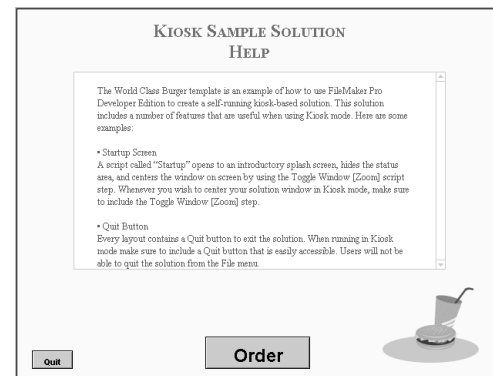 KIOSK SAMPLE SOLUTION
HELP
The World Class Burger template is an example of how to use FileMaker Pro
Developer Edition to create a self-running kiosk-based solution. This solution
includes a number of features that are useful when using Kiosk mode. Here are some
examples:
• Startup Screen
A script called “Startup” opens to an introductory splash screen, hides the status
area, and centers the window on screen by using the Toggle Window [Zoom] script
step. Whenever you wish to center your solution window in Kiosk mode, make sure
to include the Toggle Window [Zoom] step.
• Quit Button
Every layout contains a Quit button to exit the solution. When running in Kiosk
mode make sure to include a Quit button that is easily accessible. Users will not be
able to quit the solution from the File menu.
Quit
Order